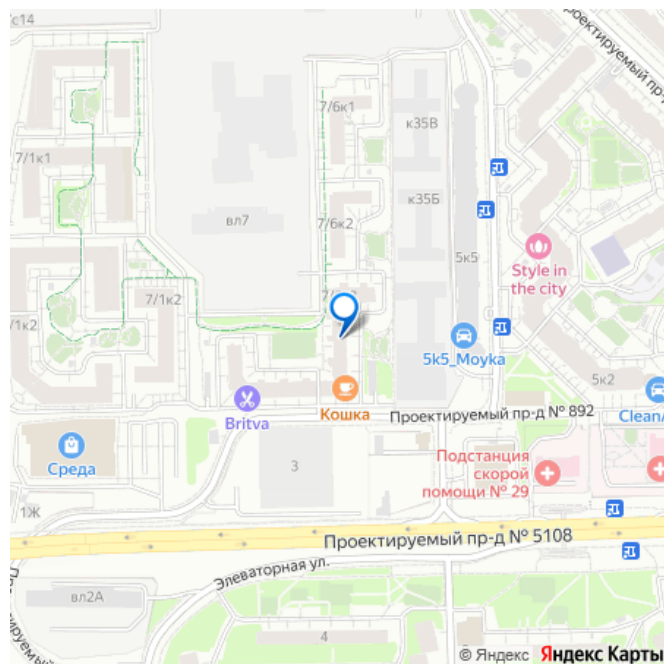 /с14
Проектируемый пр-
7/6к1
к35В
7/1к1
к35Б
7/6к2
вл7
5к5
Style in
the city
7/1к2
/1к2
5k5_Moyka
5к2
Britva
Кошка
Проектируемый пр-д № 892
CleanA
Среда
Подстанция
скорой
помощи № 29
3
1Ж
Проектируемый пр-д № 5108
Элеваторная ул.
вл2А
4
© Яндекс Яндекс Карты